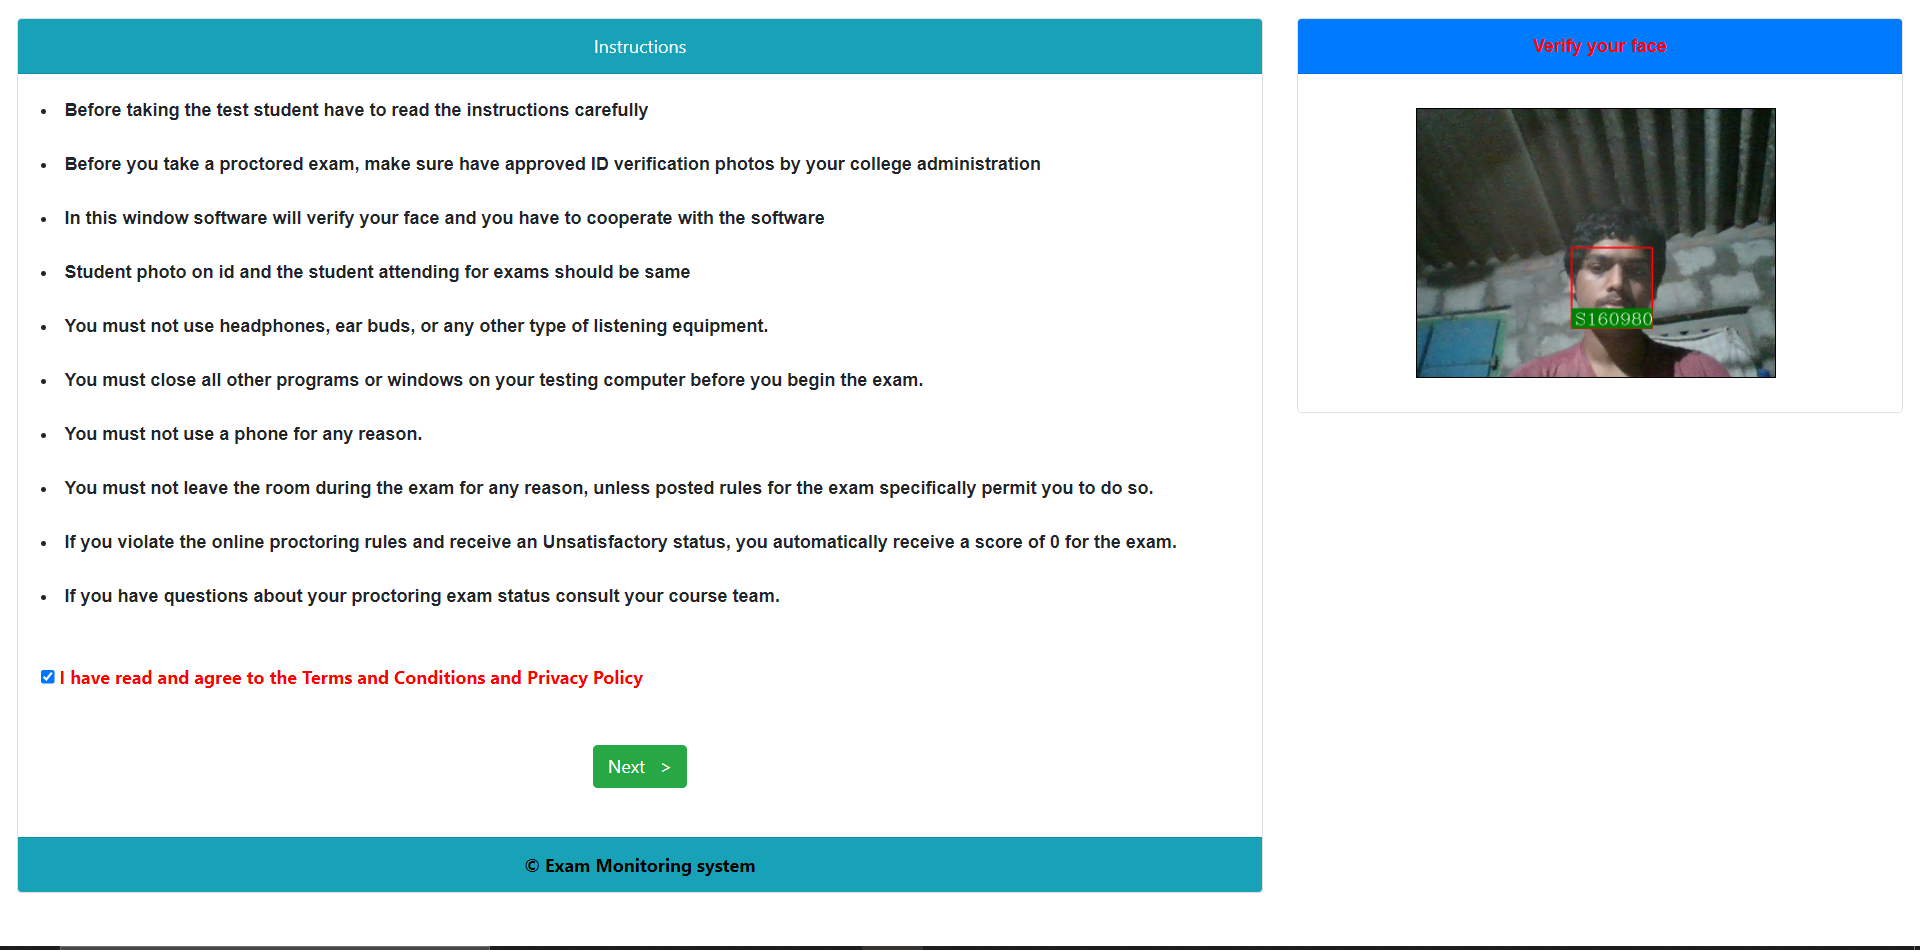 Instructions
Before taking the test student have to read the instructions carefully
Before you take a proctored exam, make sure have approved ID verification photos by your college administration
In this window software will verify your face and you have to cooperate with the software
Student photo on id and the student attending for exams should be same
You must not use headphones, ear buds, or any other type of listening equipment.
You must close all other programs or windows on your testing computer before you begin the exam.
You must not use a phone for any reason.
You must not leave the room during the exam for any reason, unless posted rules for the exam specifically permit you to do so.
If you violate the online proctoring rules and receive an Unsatisfactory status, you automatically receive a score of 0 for the exam.
If you have questions about your proctoring exam status consult your course team.
I have read and agree to the Terms and Conditions and Privacy Policy
Next >
© Exam Monitoring system
Verify your face
S160980